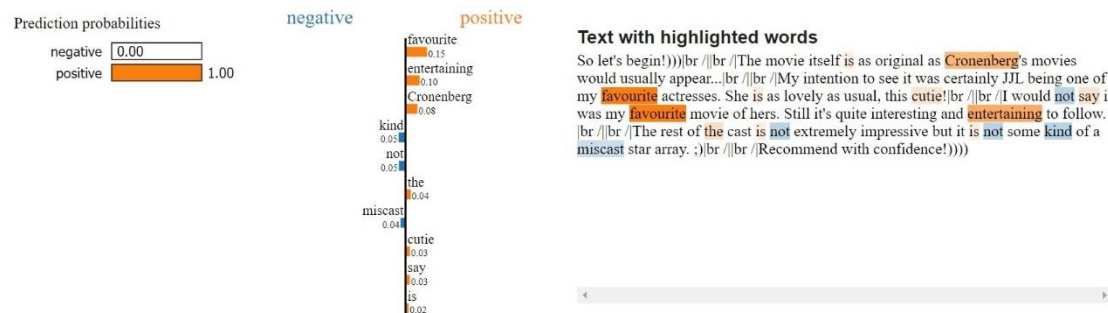 Prediction probabilities
negative 0.00
positive 1.00
negative positive
favourite
0.15
entertaining
0.10
Cronenberg
0.08
kind
0.05
not
0.05
the
0.04
miscast
0.04
cutie
0.03
say
0.03
is
0.02
Text with highlighted words
So let's begin!)))|br /||br /|The movie itself is as original as Cronenberg's movies
would usually appear...|br /||br /|My intention to see it was certainly JJL being one of
my favourite actresses. She is as lovely as usual, this cutie!|br /||br /|I would not say i
was my favourite movie of hers. Still it's quite interesting and entertaining to follow.
|br /||br /|The rest of the cast is not extremely impressive but it is not some kind of a
miscast star array. ;)|br /||br /|Recommend with confidence!))))